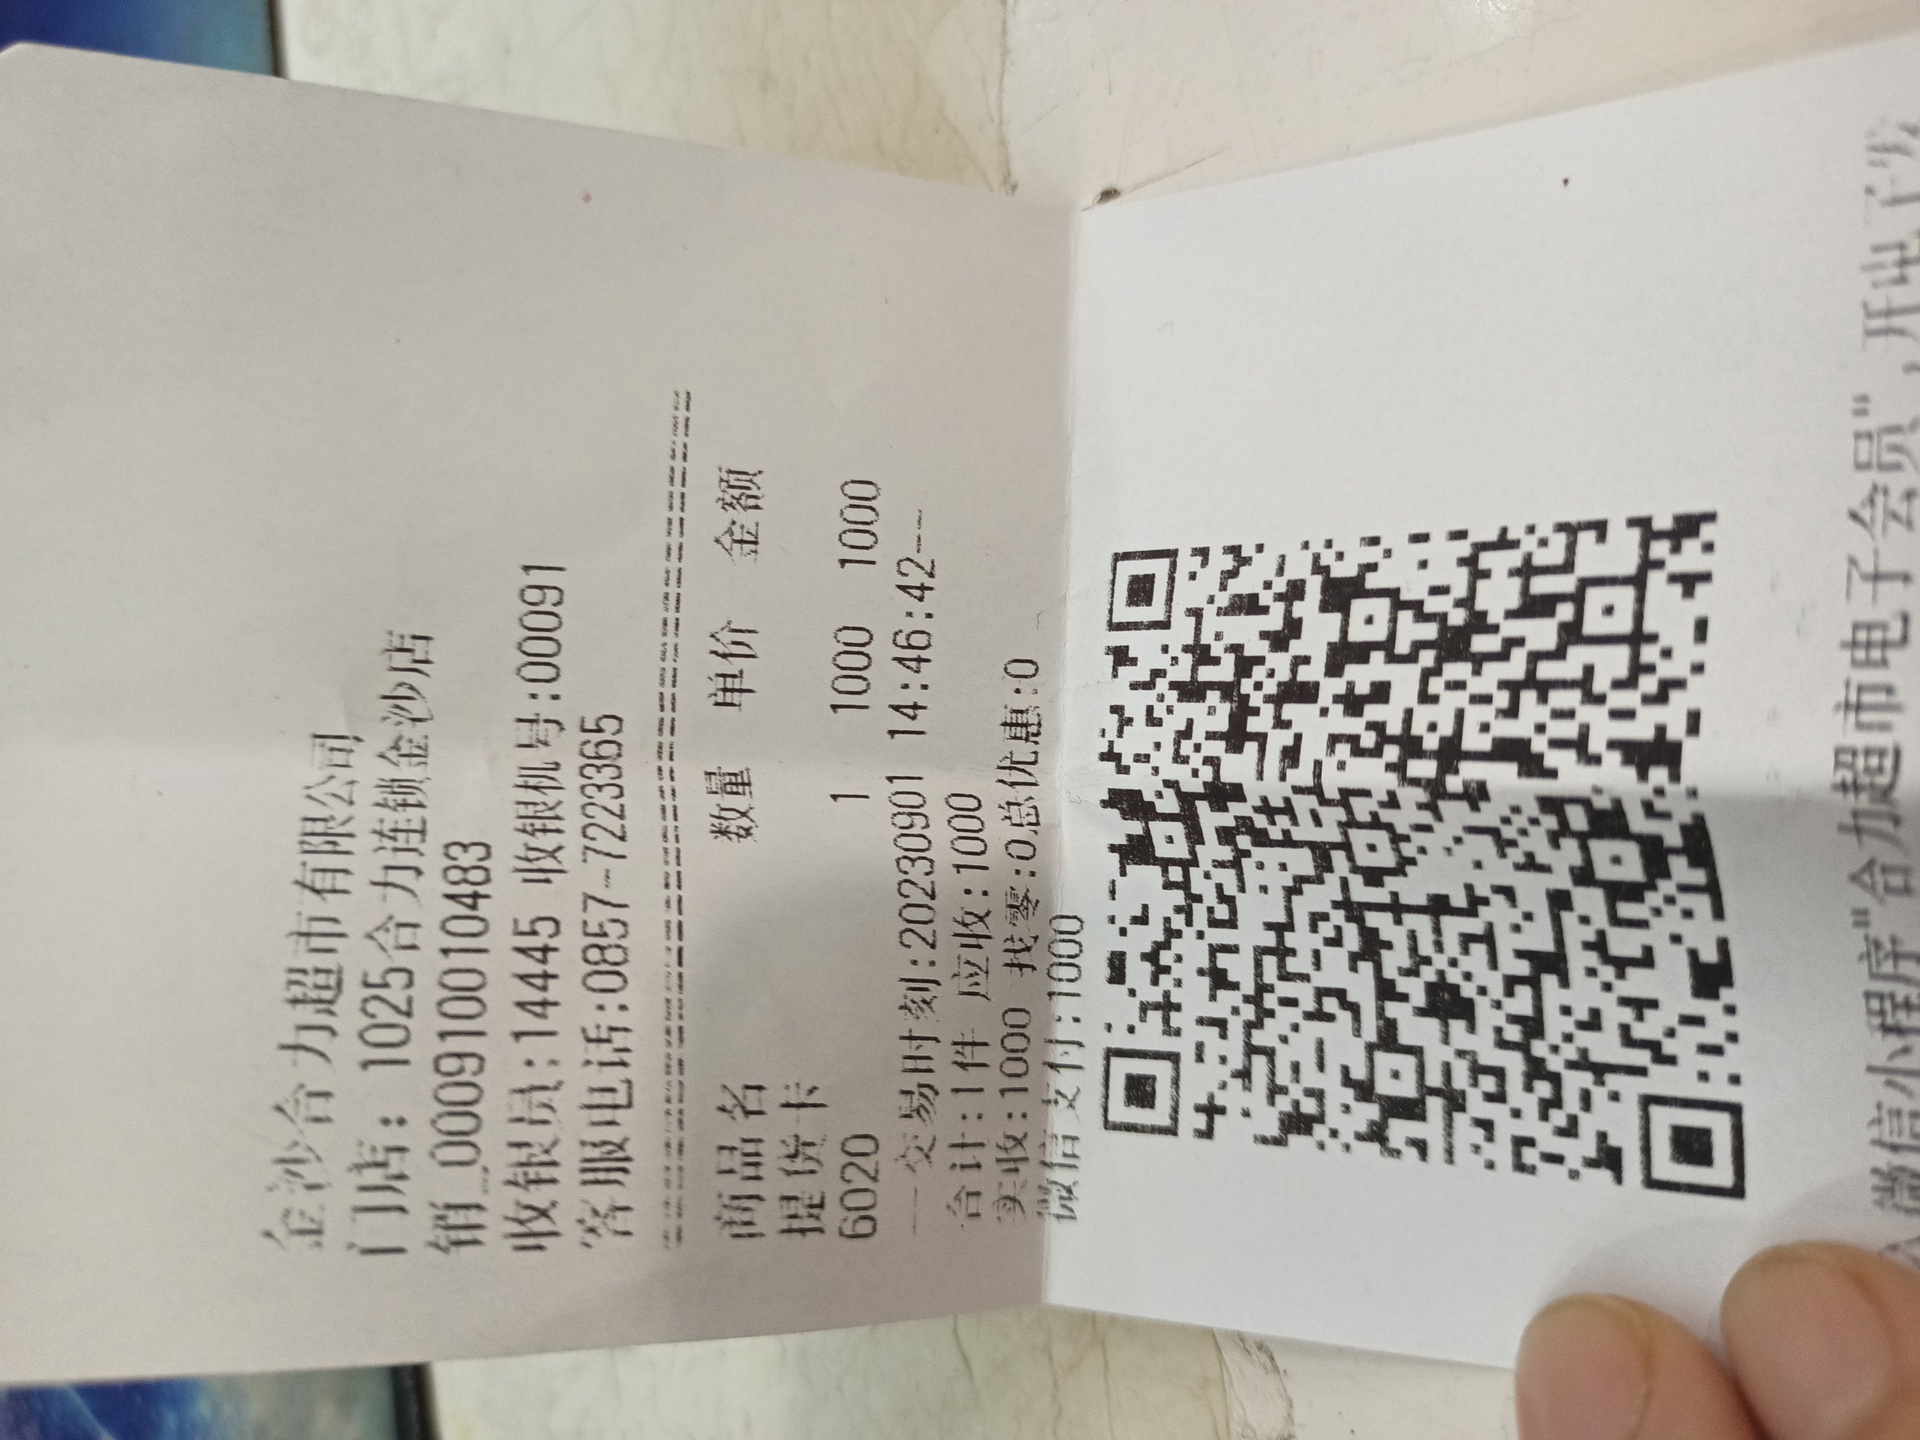 金沙合力超市有限公司
门店: 1025合力连锁金沙店
销_000910010483
收银员:14445 收银机号:00091
客服电话:0857-7223365
商品名 数量 单价 金额
提货卡
6020 1 1000 1000
--交易时刻:20230901 14:46:42--
合计:1件 应收:1000
实收:1000 找零:0总优惠:0
微信支付:1000
微信小程序"合力超市电子会员",开电子发